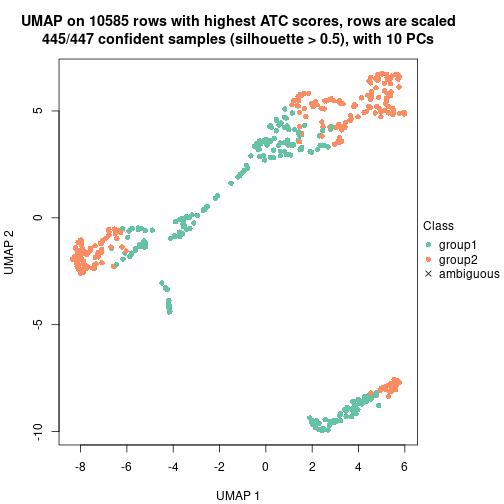 UMAP on 10585 rows with highest ATC scores, rows are scaled
445/447 confident samples (silhouette > 0.5), with 10 PCs
5
0
-5
-10
UMAP 2
Class
group1
group2
ambiguous
-8 -6 -4 -2 0 2 4 6
UMAP 1